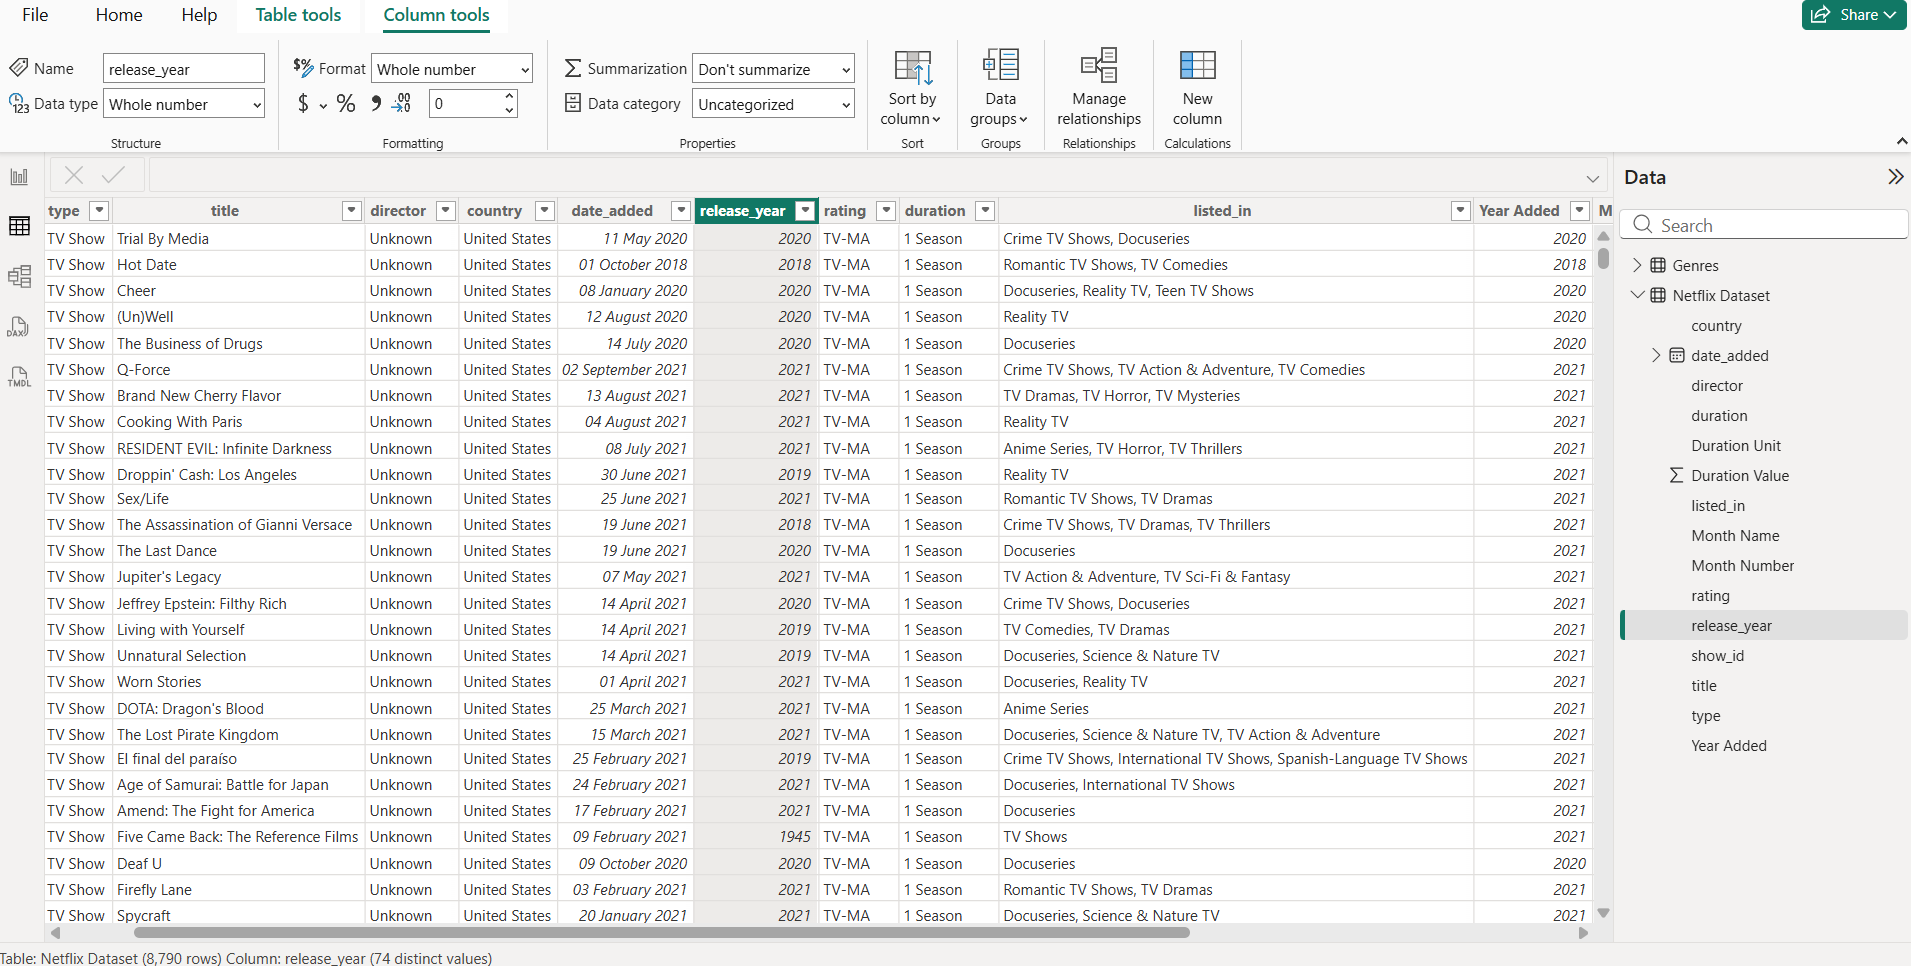 File Home Help Table tools Column tools Share
Name release_year $% Format Whole number Summarization Don't summarize Sort by column Data groups Manage relationships New column
Data type Whole number $ % 0 Data category Uncategorized
Structure Formatting Properties Sort Groups Relationships Calculations
type title director country date_added release_year rating duration listed_in Year Added M
TV Show Trial By Media Unknown United States 11 May 2020 2020 TV-MA 1 Season Crime TV Shows, Docuseries 2020
TV Show Hot Date Unknown United States 01 October 2018 2018 TV-MA 1 Season Romantic TV Shows, TV Comedies 2018
TV Show Cheer Unknown United States 08 January 2020 2020 TV-MA 1 Season Docuseries, Reality TV, Teen TV Shows 2020
TV Show (Un)Well Unknown United States 12 August 2020 2020 TV-MA 1 Season Reality TV 2020
TV Show The Business of Drugs Unknown United States 14 July 2020 2020 TV-MA 1 Season Docuseries 2020
TV Show Q-Force Unknown United States 02 September 2021 2021 TV-MA 1 Season Crime TV Shows, TV Action & Adventure, TV Comedies 2021
TV Show Brand New Cherry Flavor Unknown United States 13 August 2021 2021 TV-MA 1 Season TV Dramas, TV Horror, TV Mysteries 2021
TV Show Cooking With Paris Unknown United States 04 August 2021 2021 TV-MA 1 Season Reality TV 2021
TV Show RESIDENT EVIL: Infinite Darkness Unknown United States 08 July 2021 2021 TV-MA 1 Season Anime Series, TV Horror, TV Thrillers 2021
TV Show Droppin' Cash: Los Angeles Unknown United States 30 June 2021 2019 TV-MA 1 Season Reality TV 2021
TV Show Sex/Life Unknown United States 25 June 2021 2021 TV-MA 1 Season Romantic TV Shows, TV Dramas 2021
TV Show The Assassination of Gianni Versace Unknown United States 19 June 2021 2018 TV-MA 1 Season Crime TV Shows, TV Dramas, TV Thrillers 2021
TV Show The Last Dance Unknown United States 19 June 2021 2020 TV-MA 1 Season Docuseries 2021
TV Show Jupiter's Legacy Unknown United States 07 May 2021 2021 TV-MA 1 Season TV Action & Adventure, TV Sci-Fi & Fantasy 2021
TV Show Jeffrey Epstein: Filthy Rich Unknown United States 14 April 2021 2020 TV-MA 1 Season Crime TV Shows, Docuseries 2021
TV Show Living with Yourself Unknown United States 14 April 2021 2019 TV-MA 1 Season TV Comedies, TV Dramas 2021
TV Show Unnatural Selection Unknown United States 14 April 2021 2019 TV-MA 1 Season Docuseries, Science & Nature TV 2021
TV Show Worn Stories Unknown United States 01 April 2021 2021 TV-MA 1 Season Docuseries, Reality TV 2021
TV Show DOTA: Dragon's Blood Unknown United States 25 March 2021 2021 TV-MA 1 Season Anime Series 2021
TV Show The Lost Pirate Kingdom Unknown United States 15 March 2021 2021 TV-MA 1 Season Docuseries, Science & Nature TV, TV Action & Adventure 2021
TV Show El final del paraíso Unknown United States 25 February 2021 2019 TV-MA 1 Season Crime TV Shows, International TV Shows, Spanish-Language TV Shows 2021
TV Show Age of Samurai: Battle for Japan Unknown United States 24 February 2021 2021 TV-MA 1 Season Docuseries, International TV Shows 2021
TV Show Amend: The Fight for America Unknown United States 17 February 2021 2021 TV-MA 1 Season Docuseries 2021
TV Show Five Came Back: The Reference Films Unknown United States 09 February 2021 1945 TV-MA 1 Season TV Shows 2021
TV Show Deaf U Unknown United States 09 October 2020 2020 TV-MA 1 Season Docuseries 2020
TV Show Firefly Lane Unknown United States 03 February 2021 2021 TV-MA 1 Season Romantic TV Shows, TV Dramas 2021
TV Show Spycraft Unknown United States 20 January 2021 2021 TV-MA 1 Season Docuseries, Science & Nature TV 2021
DAX
TMDL
Data
Search
Genres
Netflix Dataset
country
date_added
director
duration
Duration Unit
Duration Value
listed_in
Month Name
Month Number
rating
release_year
show_id
title
type
Year Added
Table: Netflix Dataset (8,790 rows) Column: release_year (74 distinct values)